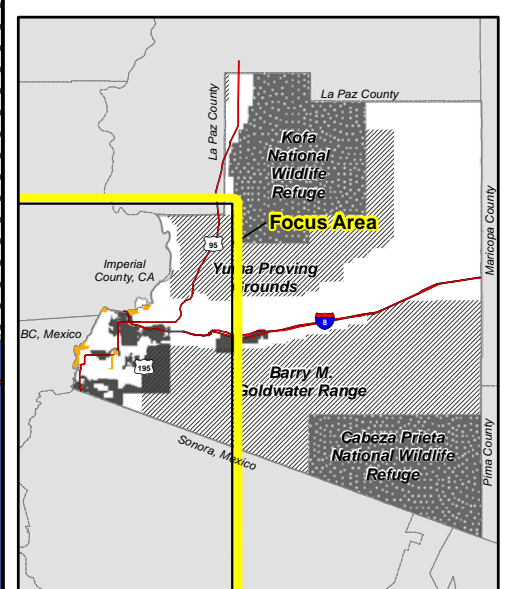 La Paz County
La Paz County
Kofa
National
Wildlife
Refuge
Maricopa County
Focus Area
95
Imperial
County, CA
Yuma Proving
Grounds
8
BC, Mexico
195
Barry M.
Goldwater Range
Sonora, Mexico
Cabeza Prieta
National Wildlife
Refuge
Pima County